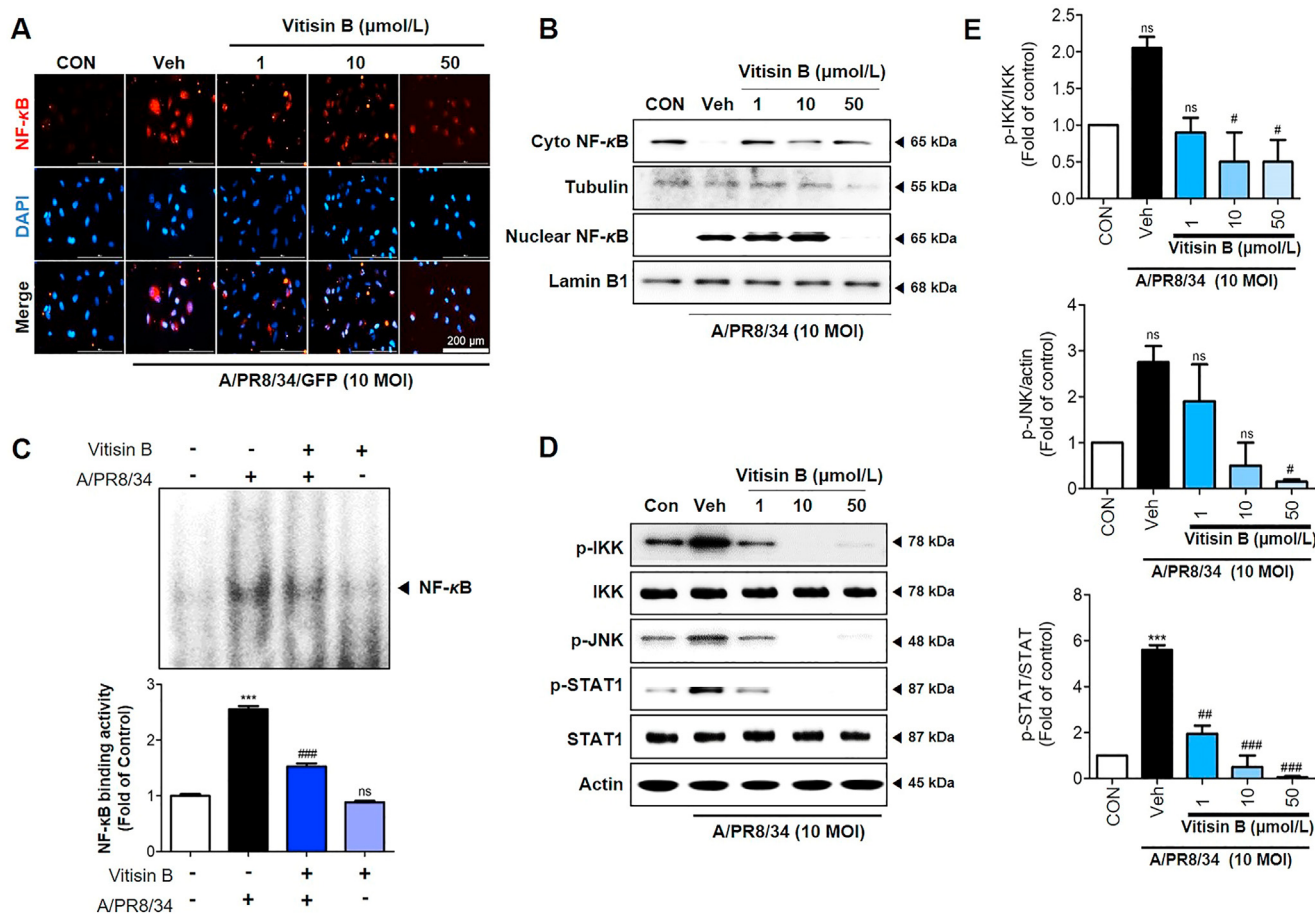 A
Vitisin B (µmol/L)
CON Veh 1 10 50
NF-κB
DAPI
Merge
200 µm
A/PR8/34/GFP (10 MOI)
B
Vitisin B (µmol/L)
CON Veh 1 10 50
Cyto NF-κB 65 kDa
Tubulin 55 kDa
Nuclear NF-κB 65 kDa
Lamin B1 68 kDa
A/PR8/34 (10 MOI)
C
Vitisin B - - + +
A/PR8/34 - + + -
NF-κB
NF-κB binding activity
(Fold of Control)
3
2
1
0
***
###
ns
Vitisin B - - + +
A/PR8/34 - + + -
D
Vitisin B (µmol/L)
Con Veh 1 10 50
p-IKK 78 kDa
IKK 78 kDa
p-JNK 48 kDa
p-STAT1 87 kDa
STAT1 87 kDa
Actin 45 kDa
A/PR8/34 (10 MOI)
E
p-IKK/IKK
(Fold of control)
2.5
2.0
1.5
1.0
0.5
0.0
ns
ns
#
#
CON Veh 1 10 50
Vitisin B (µmol/L)
A/PR8/34 (10 MOI)
p-JNK/actin
(Fold of control)
4
3
2
1
0
ns
ns
ns
#
CON Veh 1 10 50
Vitisin B (µmol/L)
A/PR8/34 (10 MOI)
p-STAT/STAT
(Fold of control)
8
6
4
2
0
***
##
###
###
CON Veh 1 10 50
Vitisin B (µmol/L)
A/PR8/34 (10 MOI)